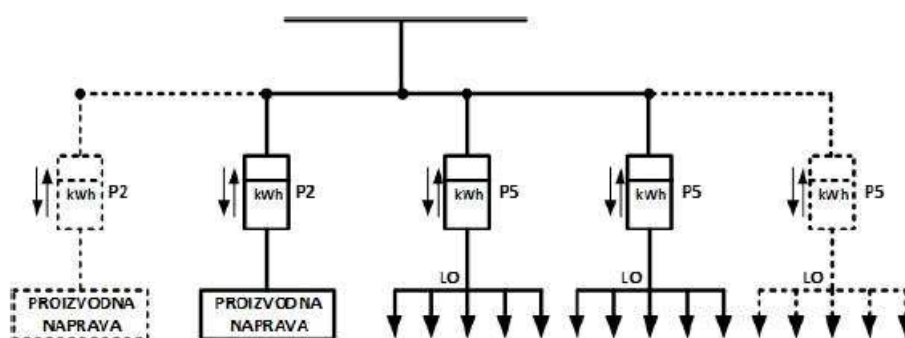 kWh P2
kWh P2
kWh P5
kWh P5
kWh P5
LO
LO
LO
PROIZVODNA
NAPRAVA
PROIZVODNA
NAPRAVA